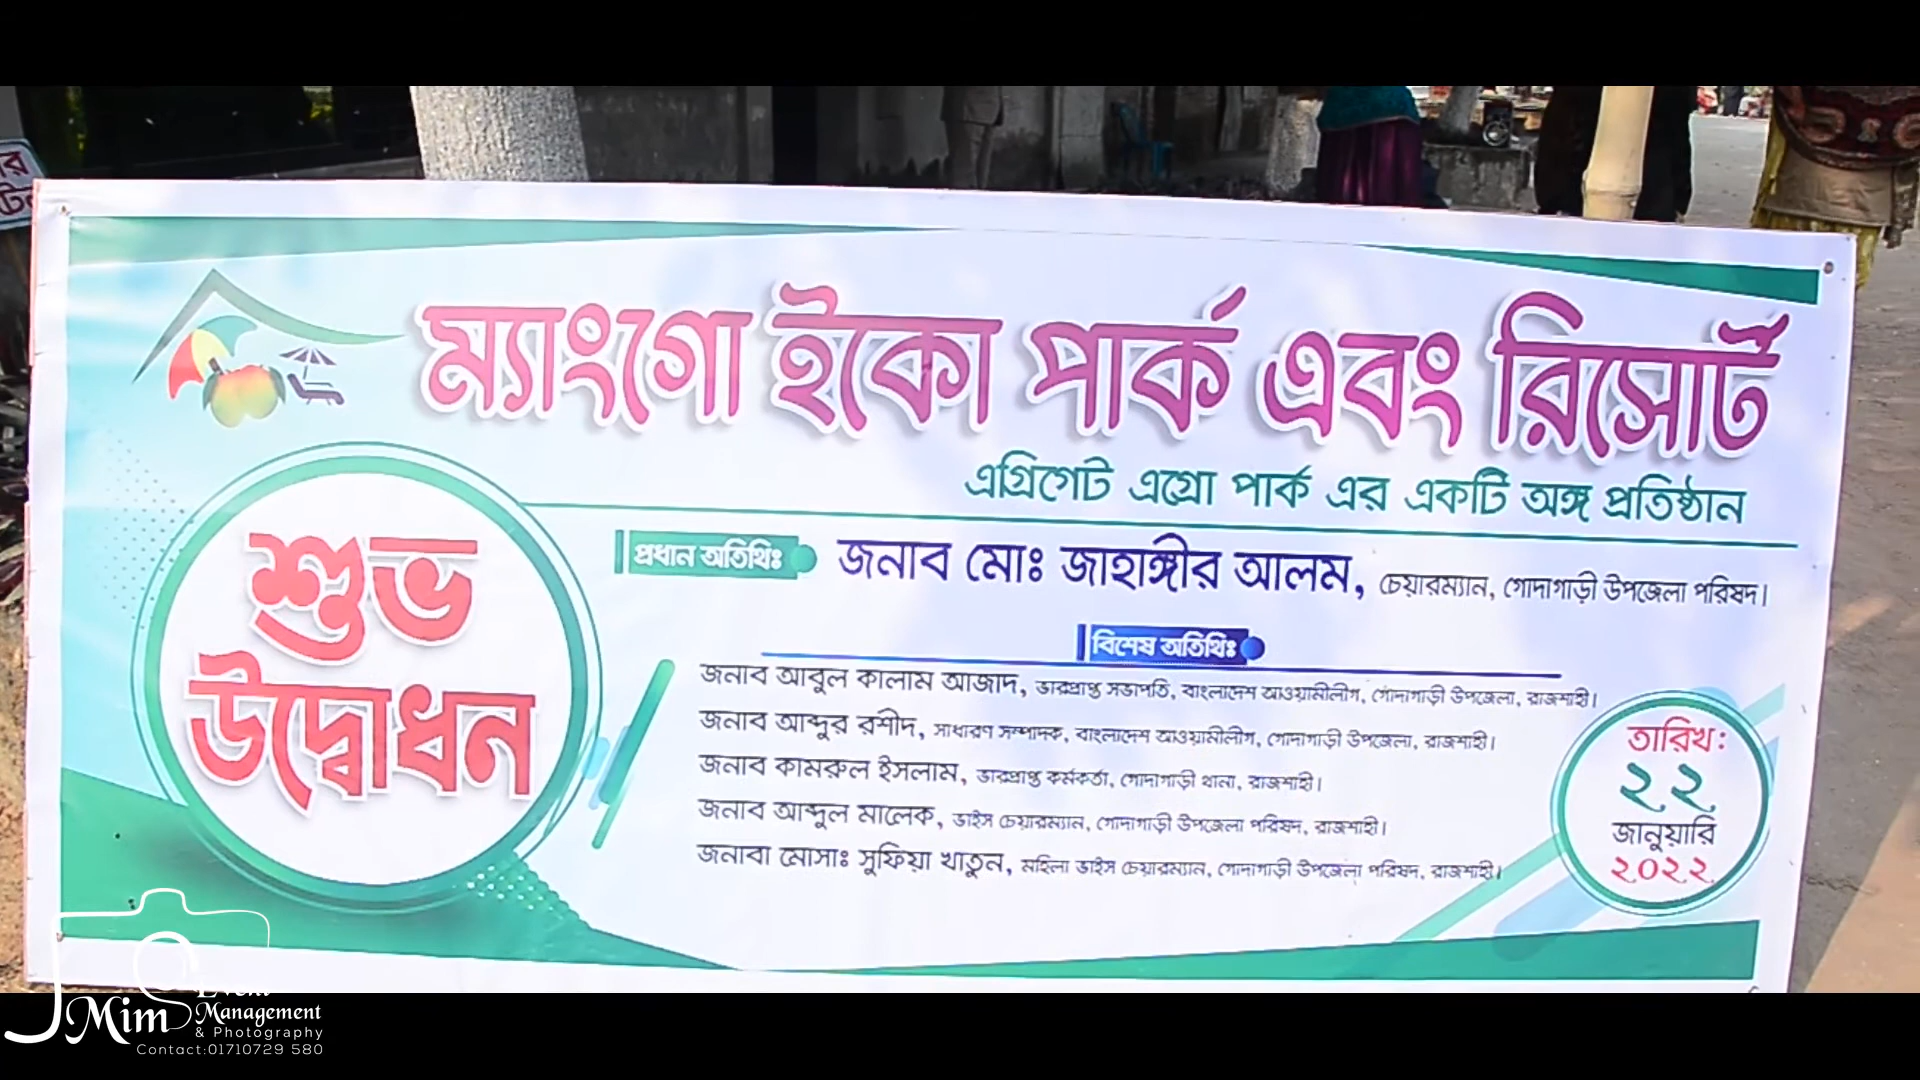 ম্যাংগো ইকো পার্ক এবং রিসোর্ট
এগ্রিগেট এগ্রো পার্ক এর একটি অঙ্গ প্রতিষ্ঠান
শুভ
উদ্বোধন
প্রধান অতিথিঃ জনাব মোঃ জাহাঙ্গীর আলম, চেয়ারম্যান, গোদাগাড়ী উপজেলা পরিষদ।
বিশেষ অতিথিঃ
জনাব আবুল কালাম আজাদ, ভারপ্রাপ্ত সভাপতি, বাংলাদেশ আওয়ামীলীগ, গোদাগাড়ী উপজেলা, রাজশাহী।
জনাব আব্দুর রশীদ, সাধারণ সম্পাদক, বাংলাদেশ আওয়ামীলীগ, গোদাগাড়ী উপজেলা, রাজশাহী।
জনাব কামরুল ইসলাম, ভারপ্রাপ্ত কর্মকর্তা, গোদাগাড়ী থানা, রাজশাহী।
জনাব আব্দুল মালেক, ভাইস চেয়ারম্যান, গোদাগাড়ী উপজেলা পরিষদ, রাজশাহী।
জনাবা মোসাঃ সুফিয়া খাতুন, মহিলা ভাইস চেয়ারম্যান, গোদাগাড়ী উপজেলা পরিষদ, রাজশাহী।
তারিখ:
২২
জানুয়ারি
২০২২
Mim Event
Management
& Photography
Contact:01710729 580